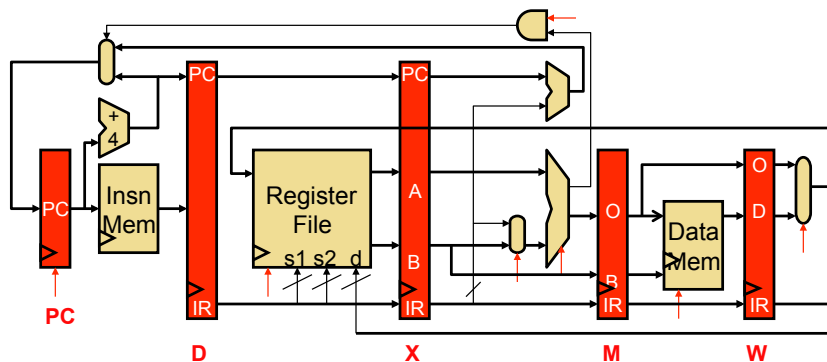 PC
PC
+
4
PC
Insn
Mem
Register
File
s1 s2 d
A
B
O
B
Data
Mem
O
D
IR
IR
IR
IR
PC
D
X
M
W